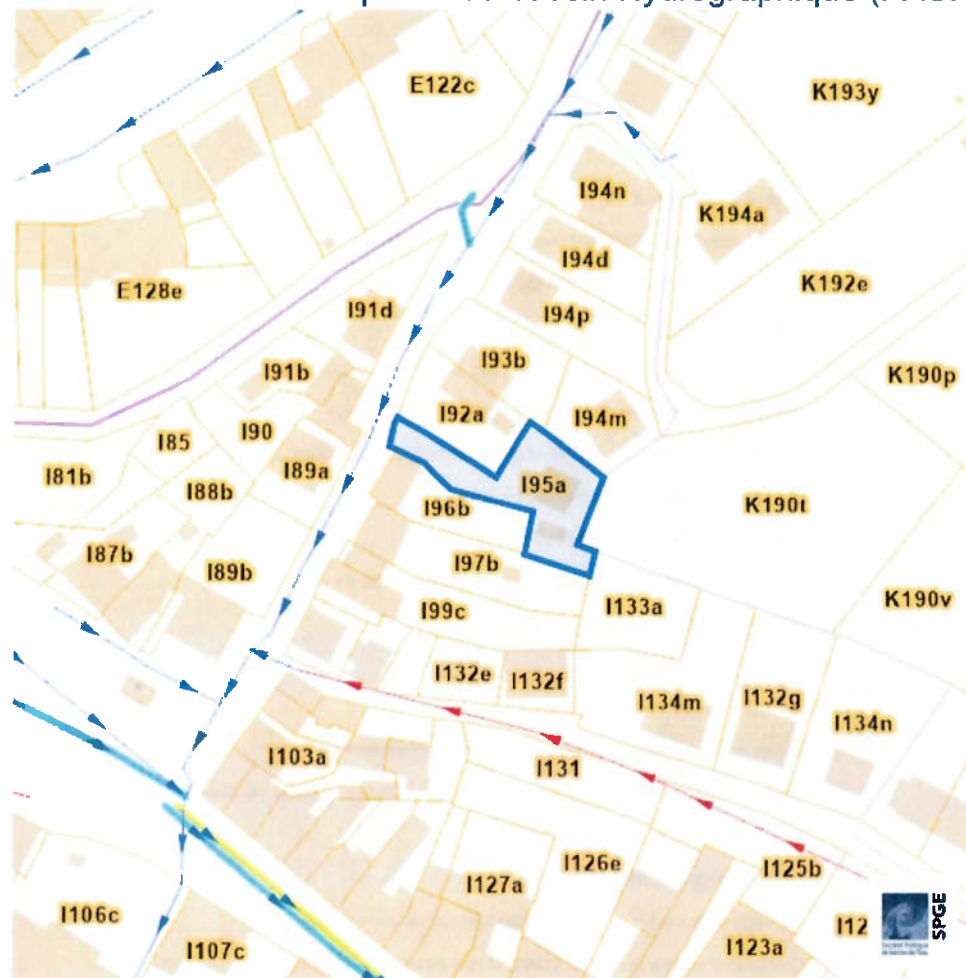 E122c
K193y
I94n
K194a
I94d
K192e
E128e
I91d
I94p
I93b
I91b
K190p
I92a
I94m
I90
I85
I89a
I81b
I95a
I88b
I96b
K190t
I87b
I97b
I89b
K190v
I99c
I133a
I132e
I132f
I134m
I132g
I134n
I103a
I131
I126e
I125b
I127a
I106c
I12
SPGE
I107c
I123a